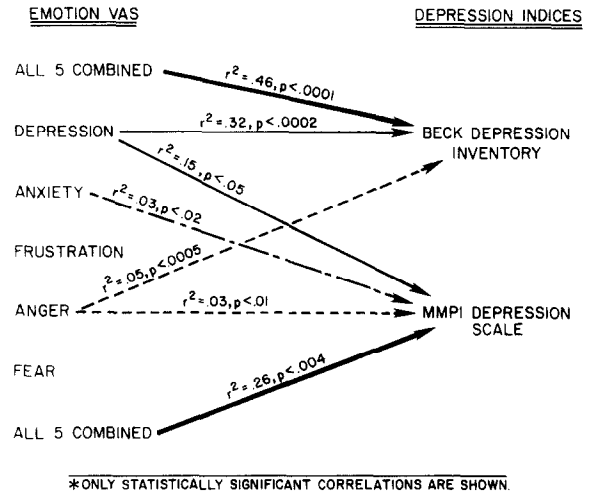 EMOTION VAS
DEPRESSION INDICES
ALL 5 COMBINED
r² = .46, p<.0001
DEPRESSION
r² = .32, p<.0002
BECK DEPRESSION
INVENTORY
r² = .15, p<.05
ANXIETY
r² = .03, p<.02
FRUSTRATION
r² = .05, p<.0005
ANGER
r² = .03, p<.01
MMPI DEPRESSION
SCALE
FEAR
r² = .26, p<.004
ALL 5 COMBINED
*ONLY STATISTICALLY SIGNIFICANT CORRELATIONS ARE SHOWN.